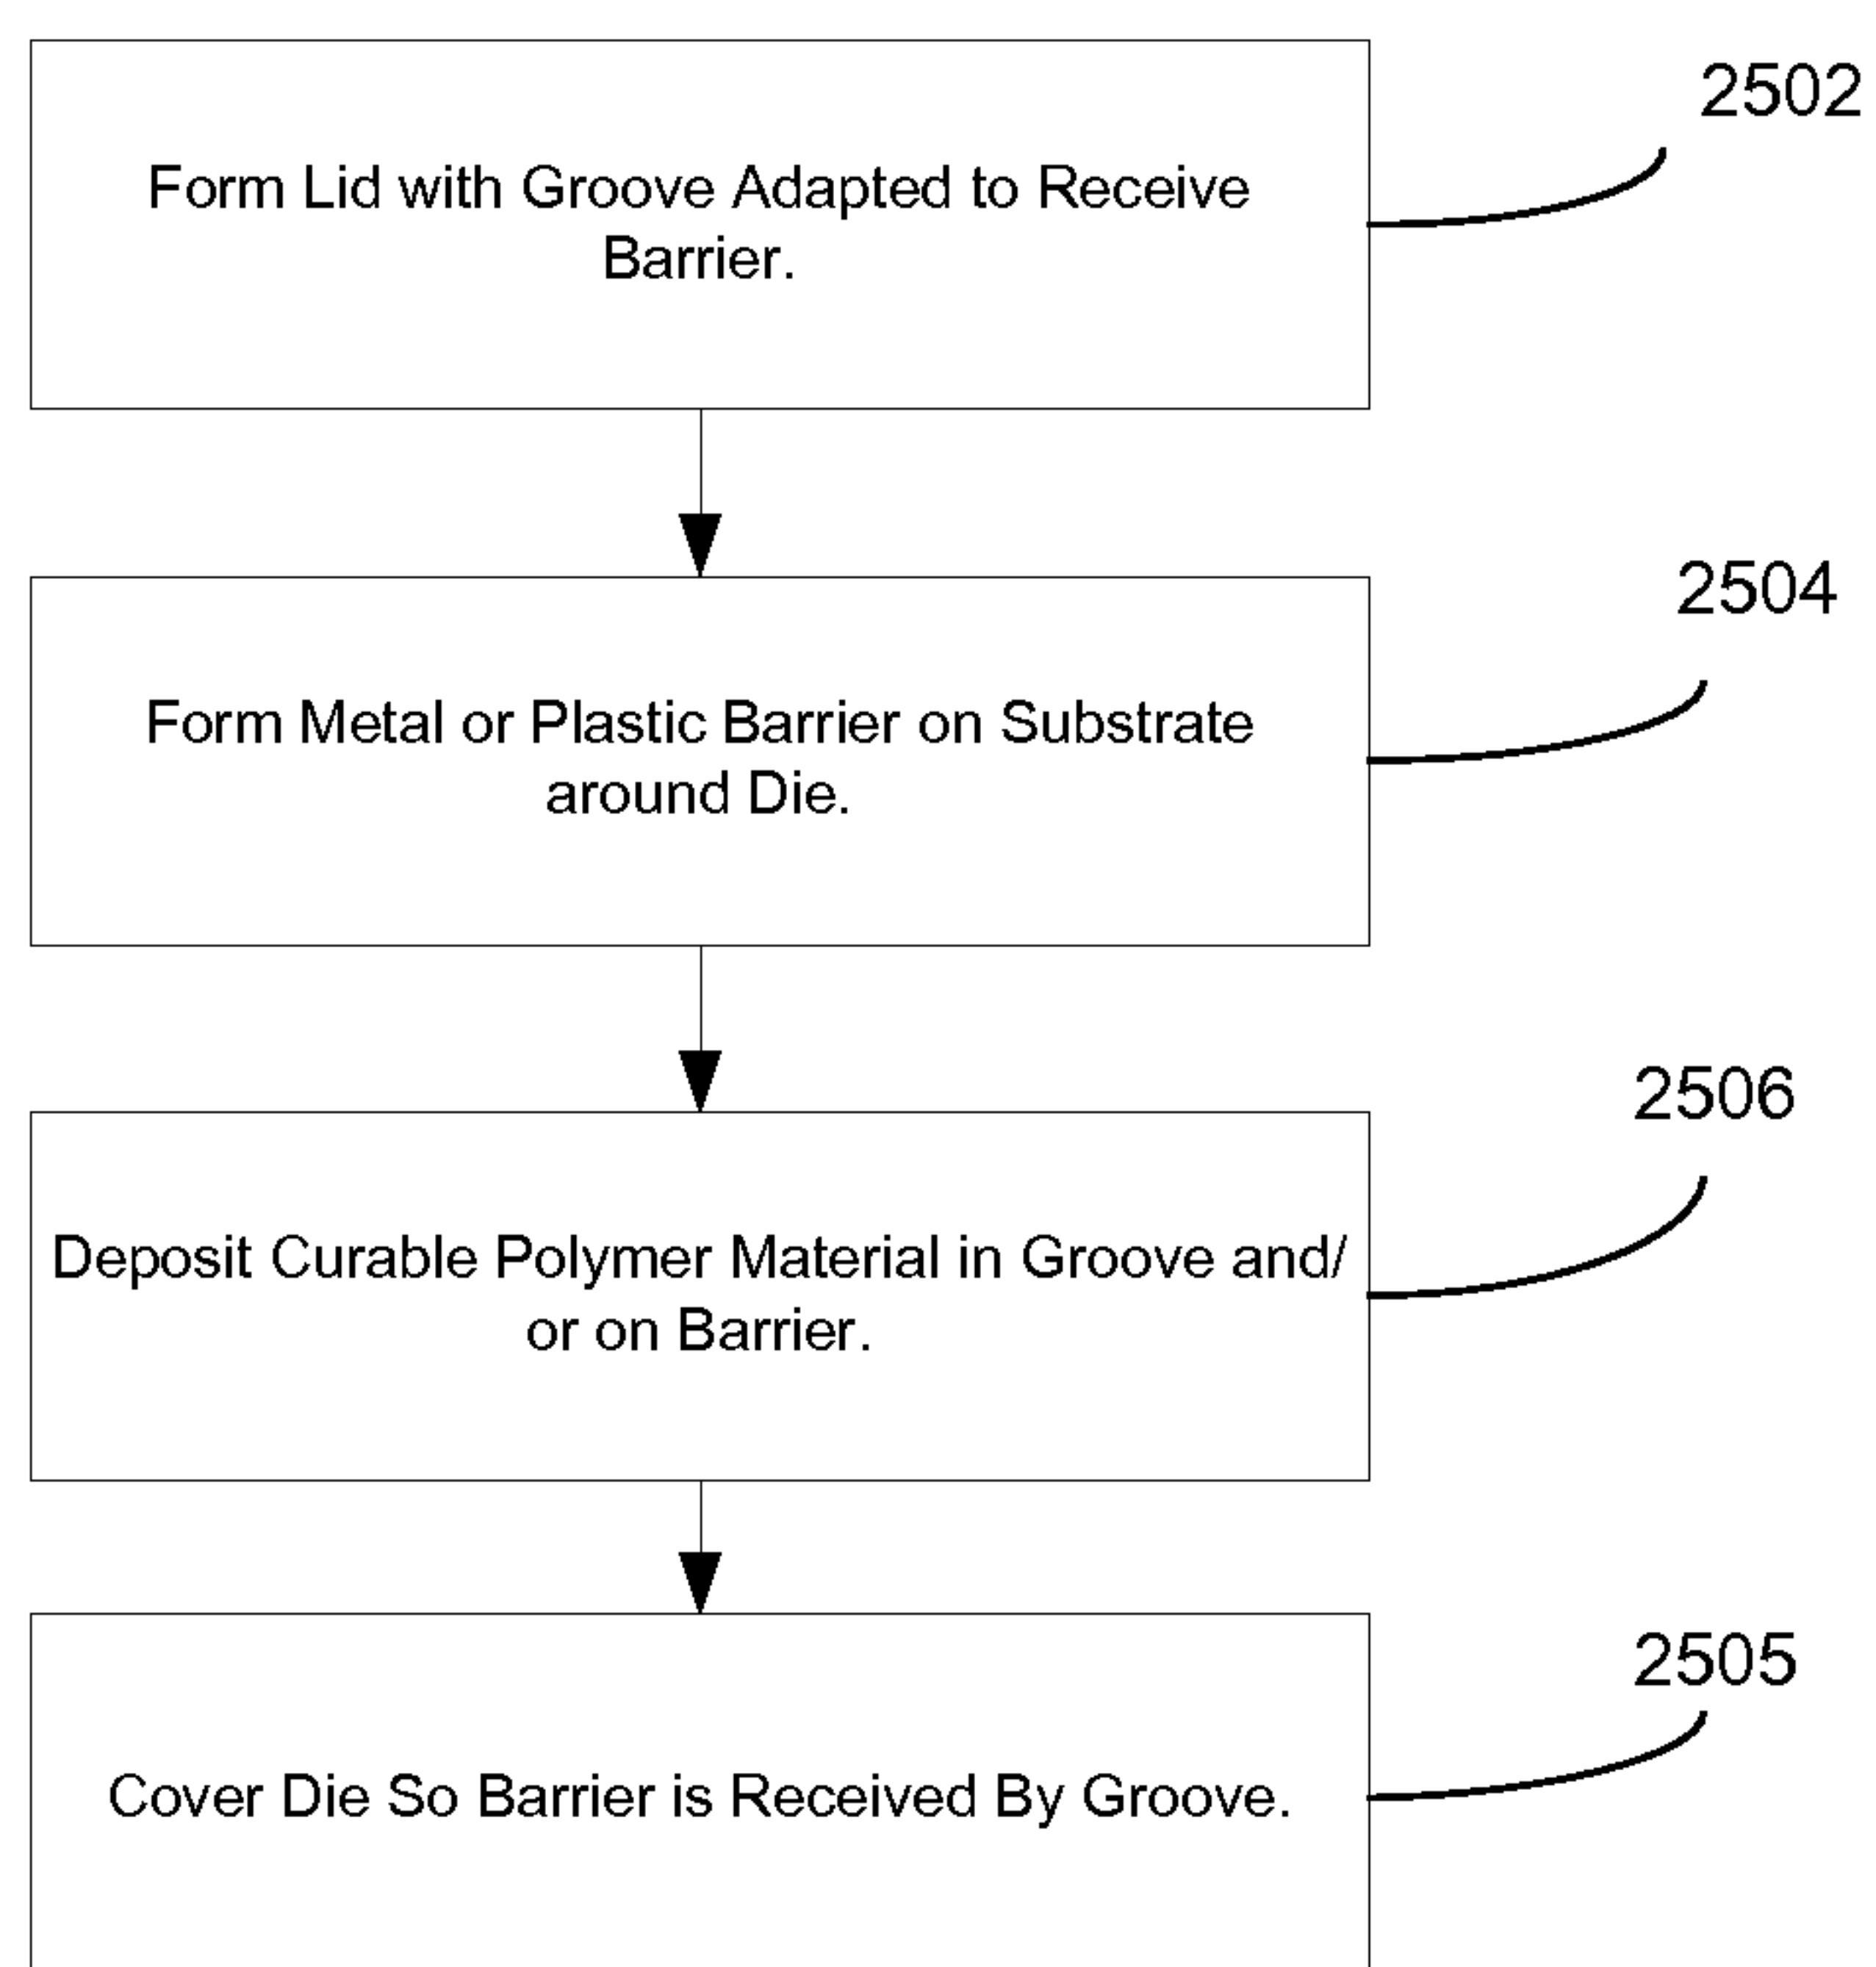 2502
Form Lid with Groove Adapted to Receive
Barrier.
2504
Form Metal or Plastic Barrier on Substrate
around Die.
2506
Deposit Curable Polymer Material in Groove and/
or on Barrier.
2505
Cover Die So Barrier is Received By Groove.